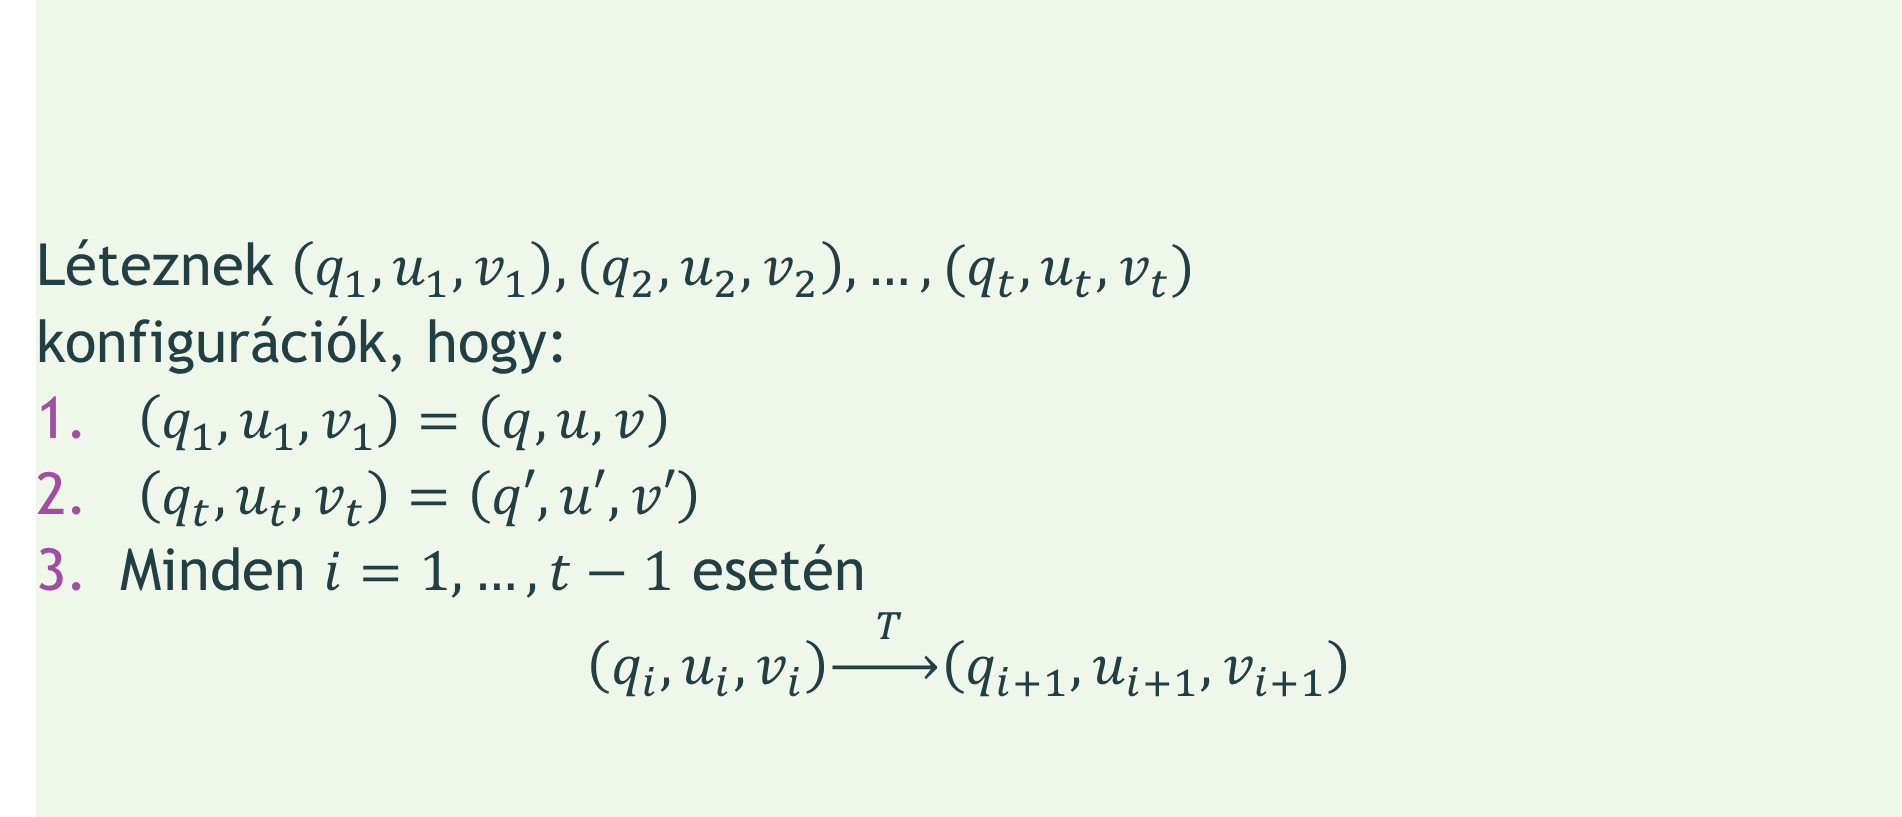 Léteznek (q₁, u₁, v₁), (q₂, u₂, v₂), … , (qₜ, uₜ, vₜ)
konfigurációk, hogy:
1. (q₁, u₁, v₁) = (q, u, v)
2. (qₜ, uₜ, vₜ) = (q′, u′, v′)
3. Minden i = 1, … , t − 1 esetén
(qᵢ, uᵢ, vᵢ) —T→ (qᵢ₊₁, uᵢ₊₁, vᵢ₊₁)